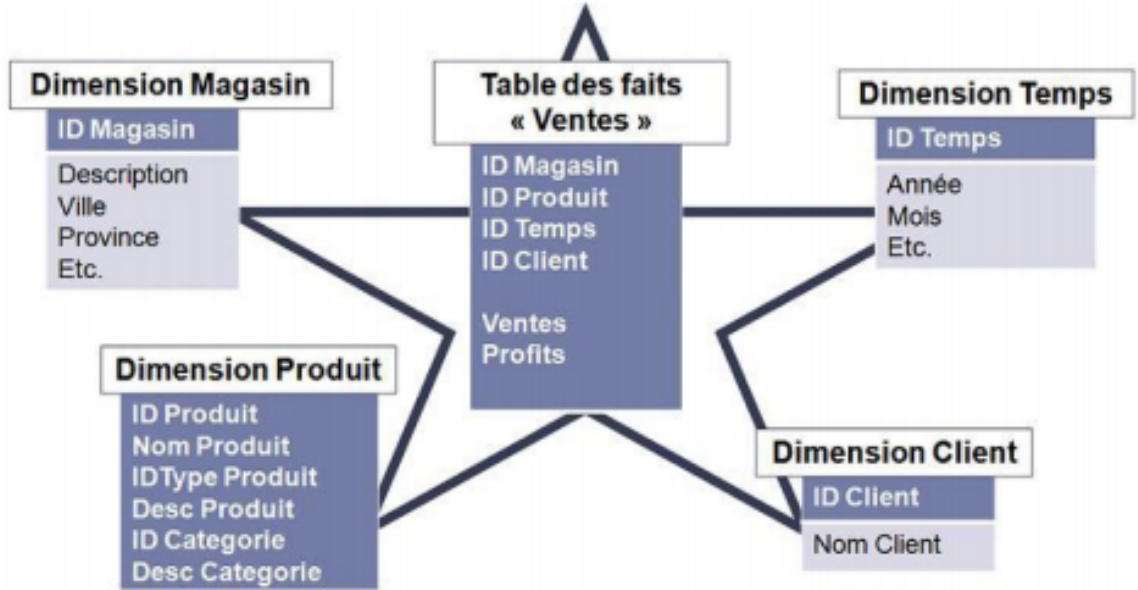 Dimension Magasin
ID Magasin
Description
Ville
Province
Etc.
Table des faits
« Ventes »
ID Magasin
ID Produit
ID Temps
ID Client
Ventes
Profits
Dimension Temps
ID Temps
Année
Mois
Etc.
Dimension Produit
ID Produit
Nom Produit
IDType Produit
Desc Produit
ID Categorie
Desc Categorie
Dimension Client
ID Client
Nom Client